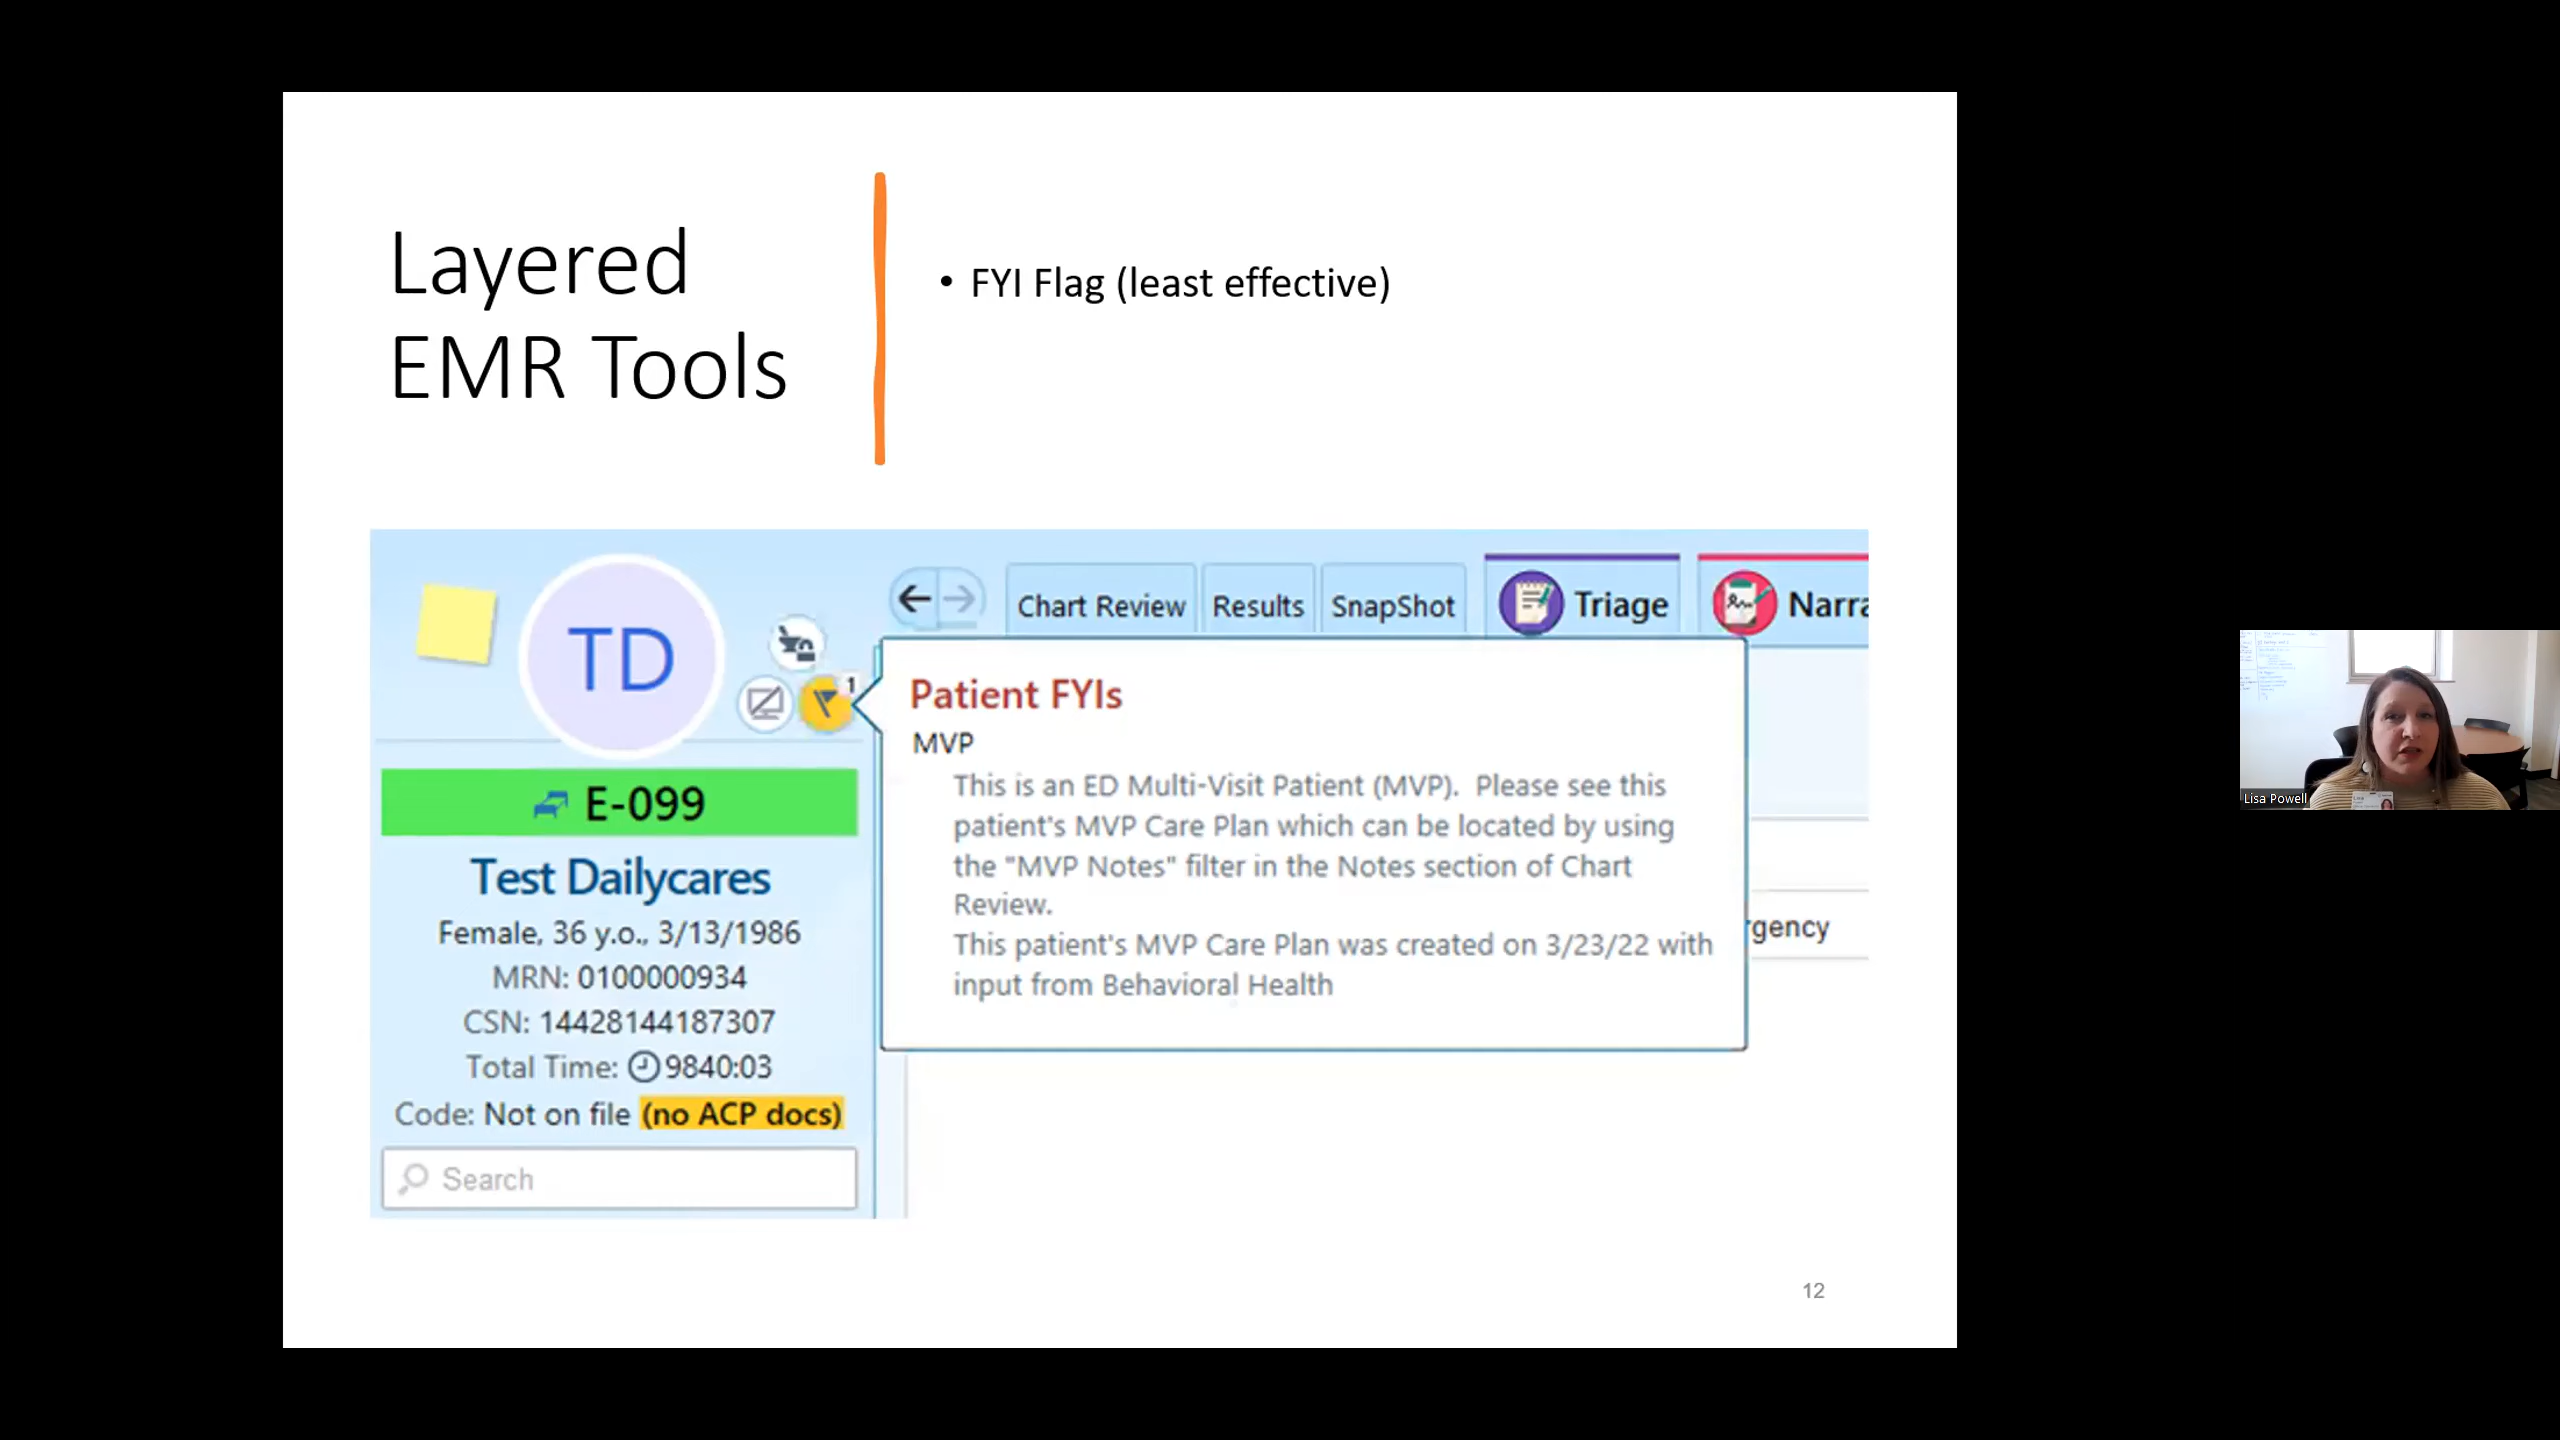 Layered
EMR Tools
• FYI Flag (least effective)
TD
1
Chart Review
Results
SnapShot
Triage
Narra
Patient FYIs
MVP
This is an ED Multi-Visit Patient (MVP).  Please see this
patient's MVP Care Plan which can be located by using
the "MVP Notes" filter in the Notes section of Chart
Review.
This patient's MVP Care Plan was created on 3/23/22 with
input from Behavioral Health
rgency
E-099
Test Dailycares
Female, 36 y.o., 3/13/1986
MRN: 0100000934
CSN: 14428144187307
Total Time: 9840:03
Code: Not on file (no ACP docs)
Search
12
Lisa Powell